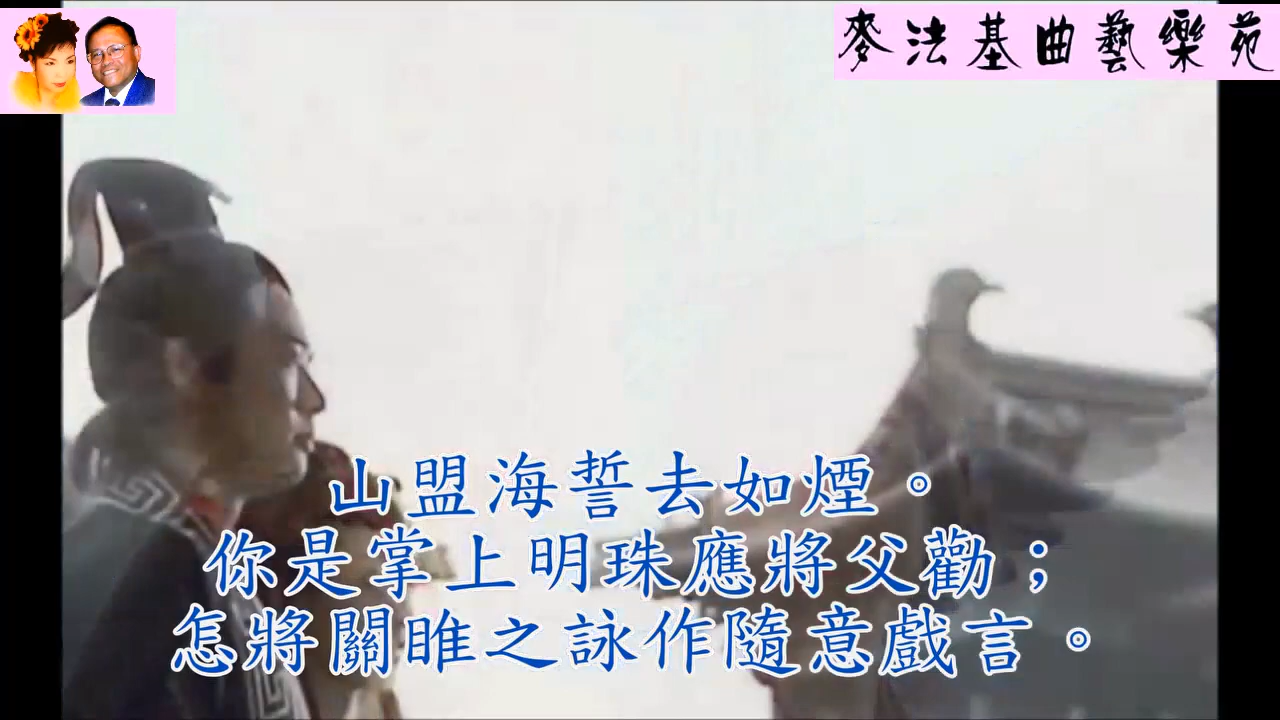 麥法基曲藝樂苑
山盟海誓去如煙。
你是掌上明珠應將父勸；
怎將關雎之詠作隨意戲言。